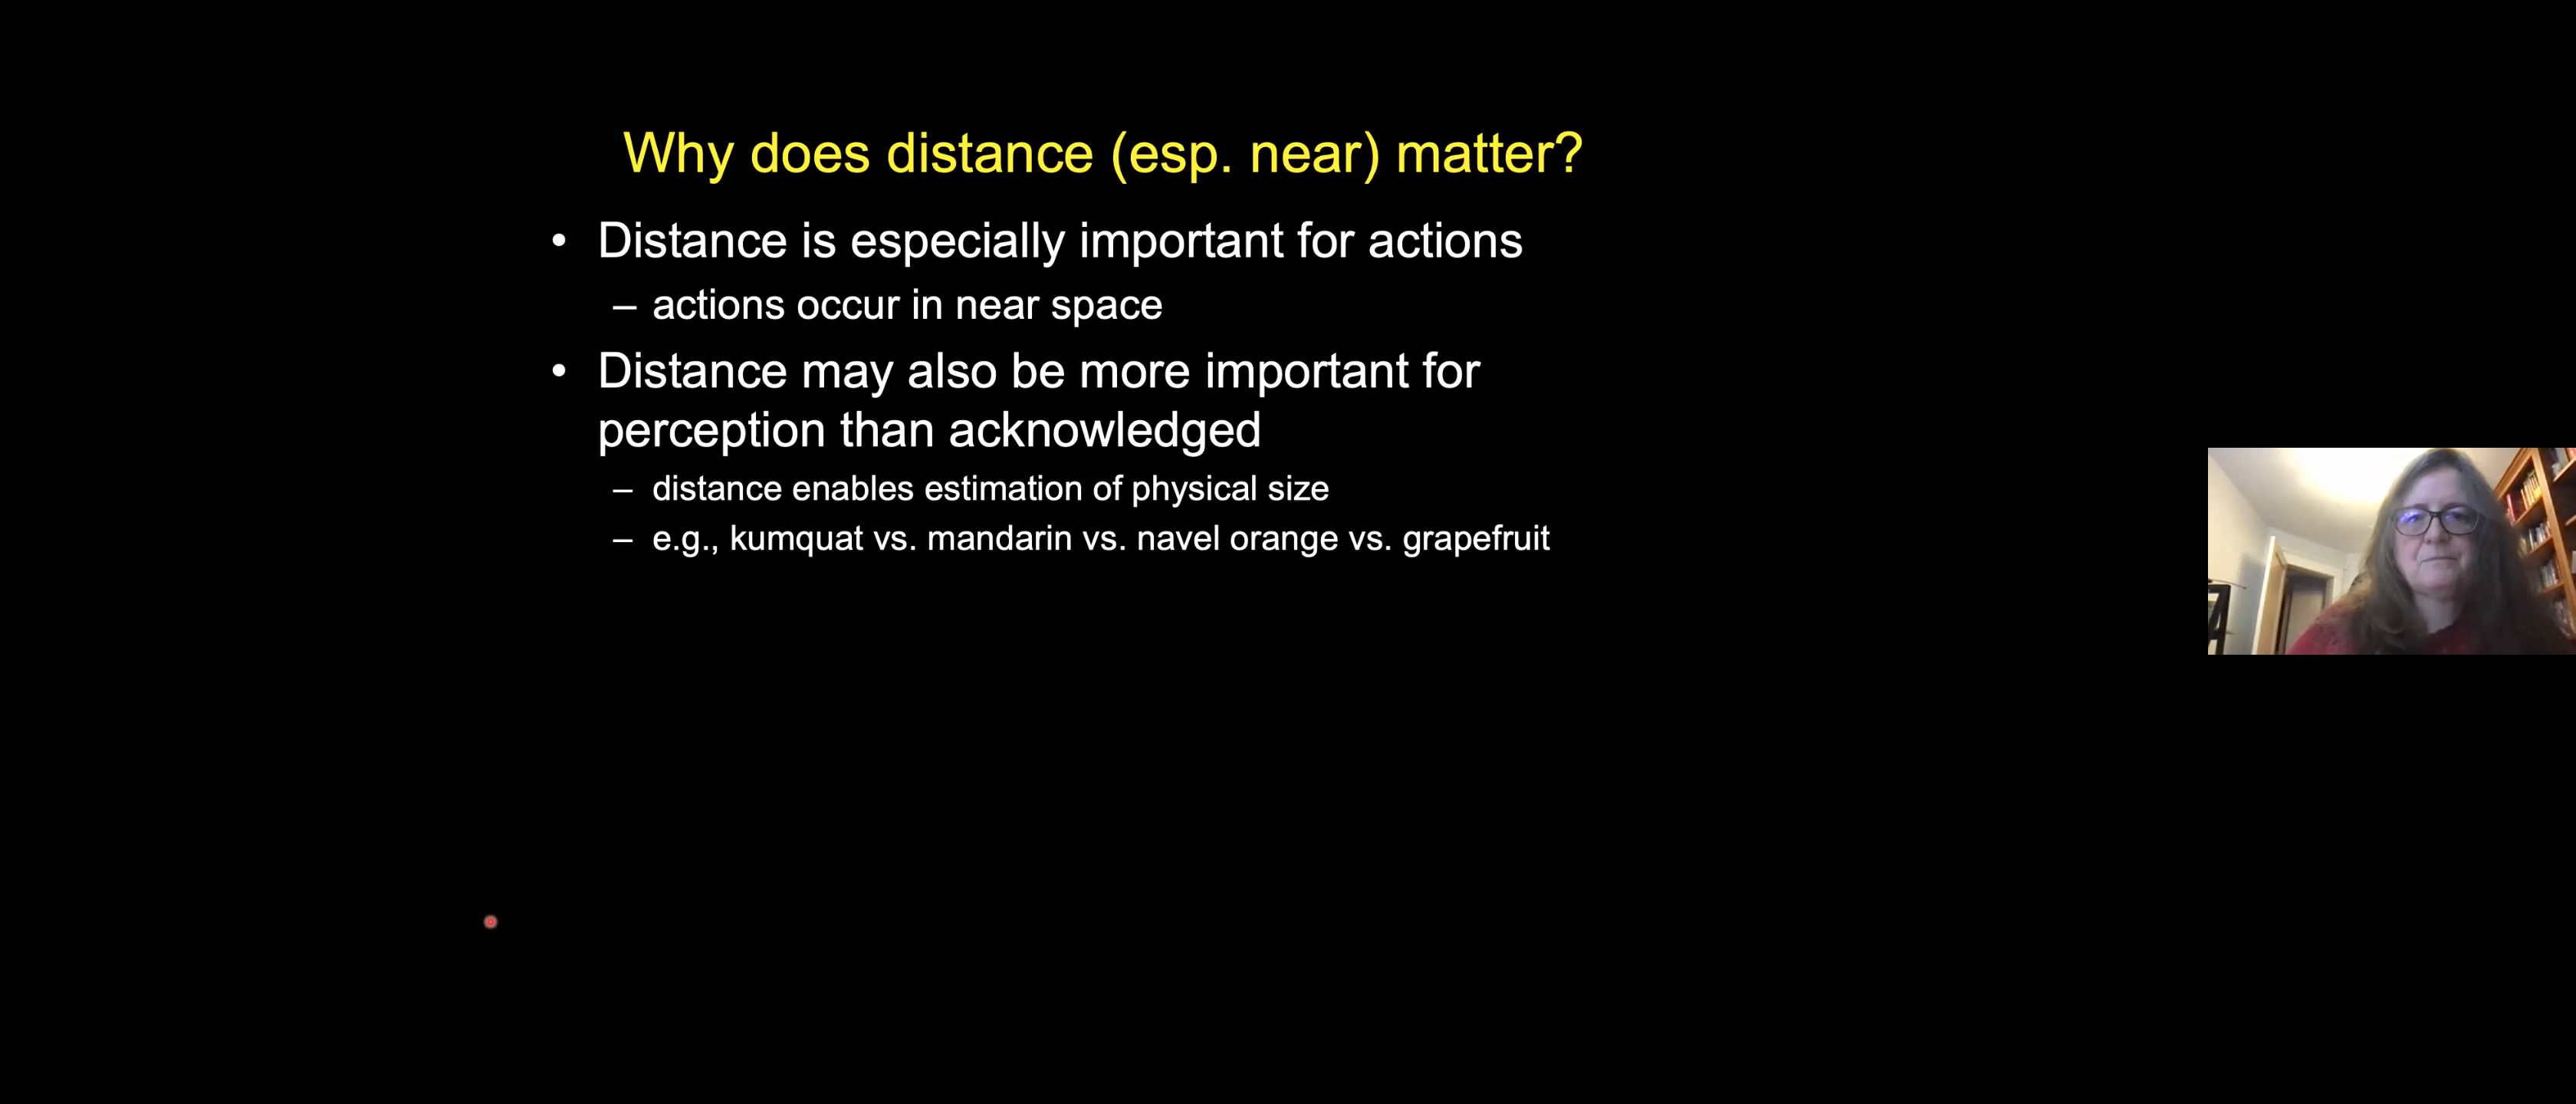 Why does distance (esp. near) matter?
• Distance is especially important for actions
– actions occur in near space
• Distance may also be more important for
perception than acknowledged
– distance enables estimation of physical size
– e.g., kumquat vs. mandarin vs. navel orange vs. grapefruit